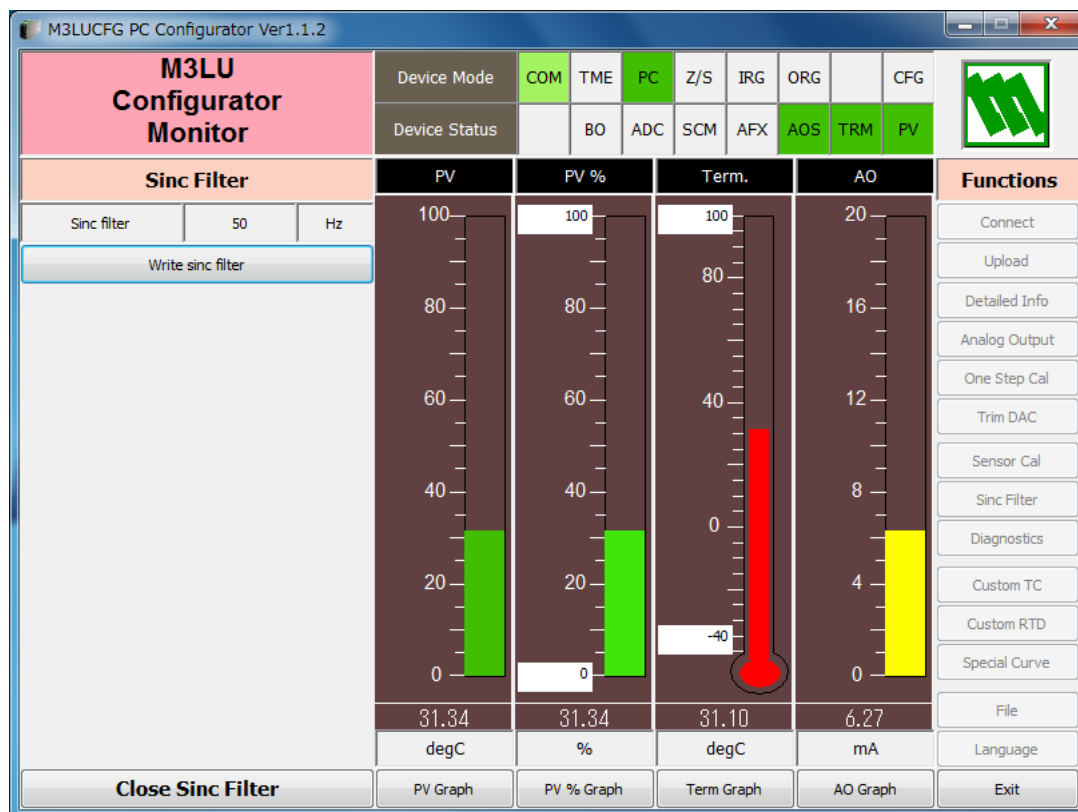 M3LUCFG PC Configurator Ver1.1.2
M3LU
Configurator
Monitor
Device Mode
COM TME PC Z/S IRG ORG CFG
Device Status
BO ADC SCM AFX AOS TRM PV
Sinc Filter
Sinc filter 50 Hz
Write sinc filter
Close Sinc Filter
PV
100
80
60
40
20
0
31.34
degC
PV Graph
PV %
100
80
60
40
20
0
31.34
%
PV % Graph
Term.
100
80
40
0
-40
31.10
degC
Term Graph
AO
20
16
12
8
4
0
6.27
mA
AO Graph
Functions
Connect
Upload
Detailed Info
Analog Output
One Step Cal
Trim DAC
Sensor Cal
Sinc Filter
Diagnostics
Custom TC
Custom RTD
Special Curve
File
Language
Exit